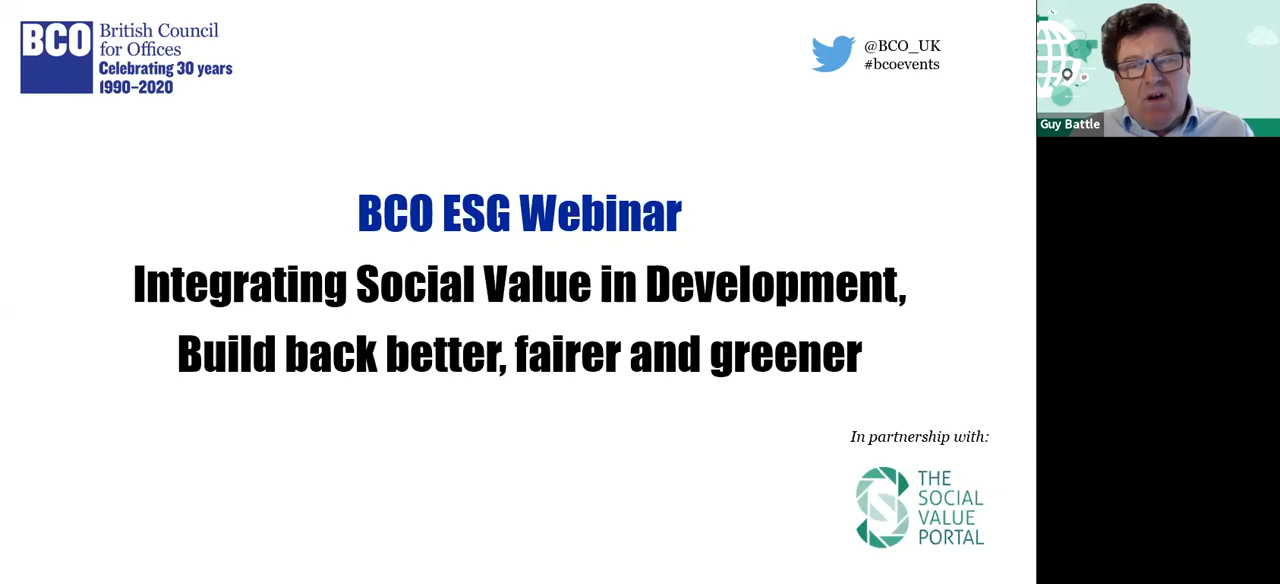 BCO
British Council
for Offices
Celebrating 30 years
1990–2020
@BCO_UK
#bcoevents
Guy Battle
BCO ESG Webinar
Integrating Social Value in Development,
Build back better, fairer and greener
In partnership with:
THE
SOCIAL
VALUE
PORTAL